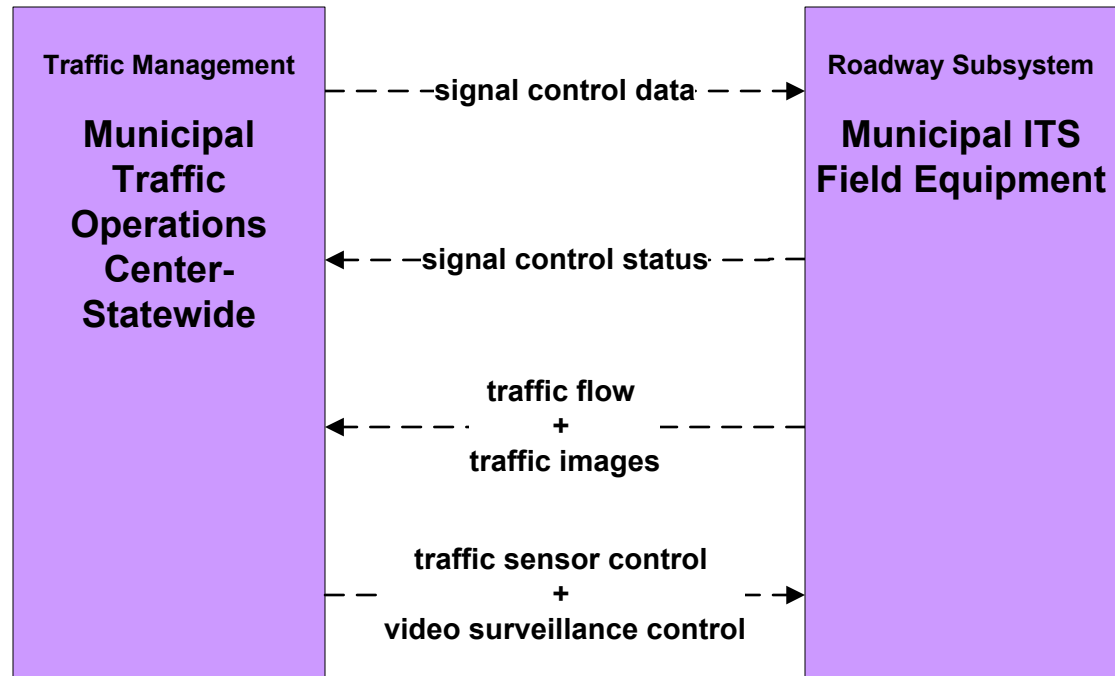 Traffic Management
Municipal
Traffic
Operations
Center-
Statewide
signal control data
signal control status
traffic flow
+
traffic images
traffic sensor control
+
video surveillance control
Roadway Subsystem
Municipal ITS
Field Equipment